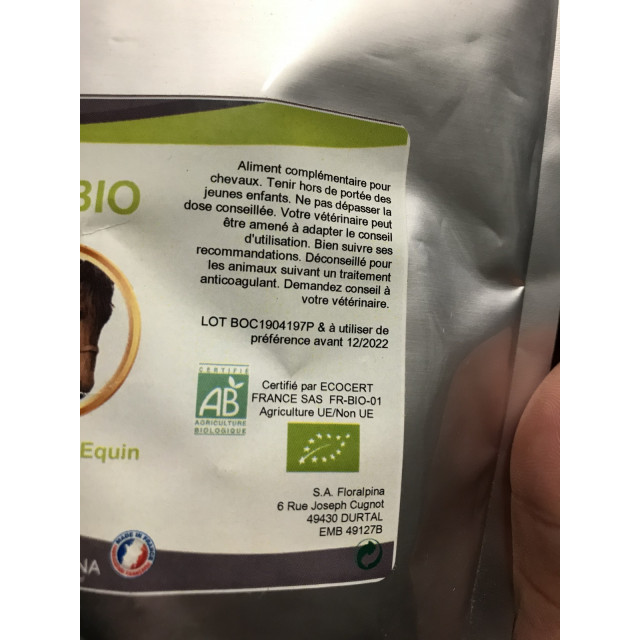 BIO
Aliment complémentaire pour
chevaux. Tenir hors de portée des
jeunes enfants. Ne pas dépasser la
dose conseillée. Votre vétérinaire peut
être amené à adapter le conseil
d'utilisation. Bien suivre ses
recommandations. Déconseillé pour
les animaux suivant un traitement
anticoagulant. Demandez conseil à
votre vétérinaire.
LOT BOC1904197P & à utiliser de
préférence avant 12/2022
CERTIFIÉ
AB
AGRICULTURE
BIOLOGIQUE
Certifié par ECOCERT
FRANCE SAS FR-BIO-01
Agriculture UE/Non UE
Equin
S.A. Floralpina
6 Rue Joseph Cugnot
49430 DURTAL
EMB 49127B
MADE IN FRANCE
NA